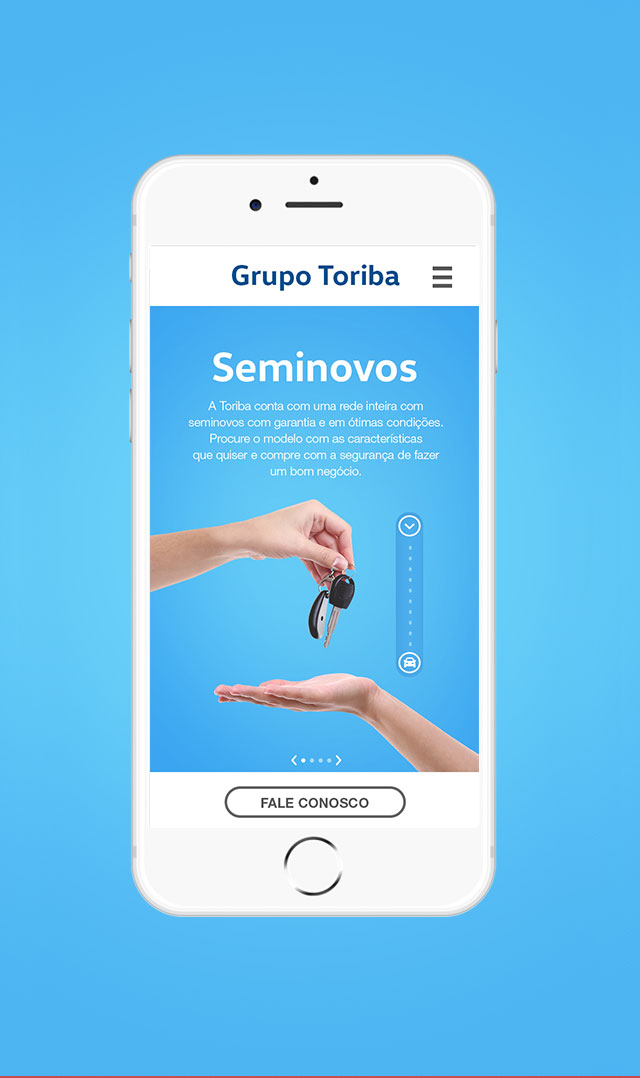 Grupo Toriba
Seminovos
A Toriba conta com uma rede inteira com
seminovos com garantia e em ótimas condições.
Procure o modelo com as características
que quiser e compre com a segurança de fazer
um bom negócio.
FALE CONOSCO